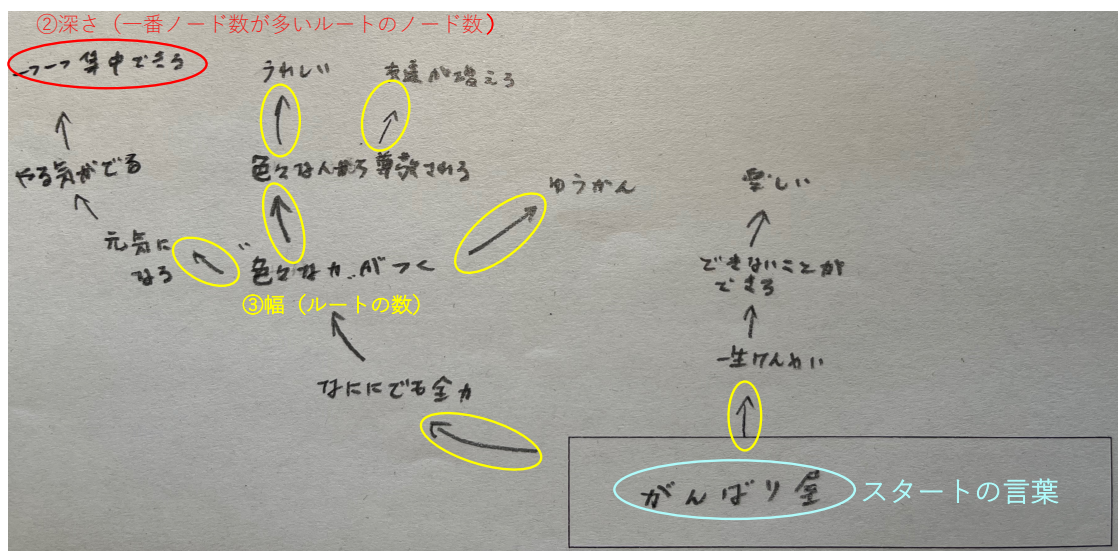 ②深さ（一番ノード数が多いルートのノード数）
一つ一つ集中できる
うれしい
友達が増える
やる気がでる
色々な人から尊敬される
ゆうかん
楽しい
元気に
なる
色々な力がつく
できないことが
できる
③幅（ルートの数）
一生けんめい
なににでも全力
がんばり屋
スタートの言葉